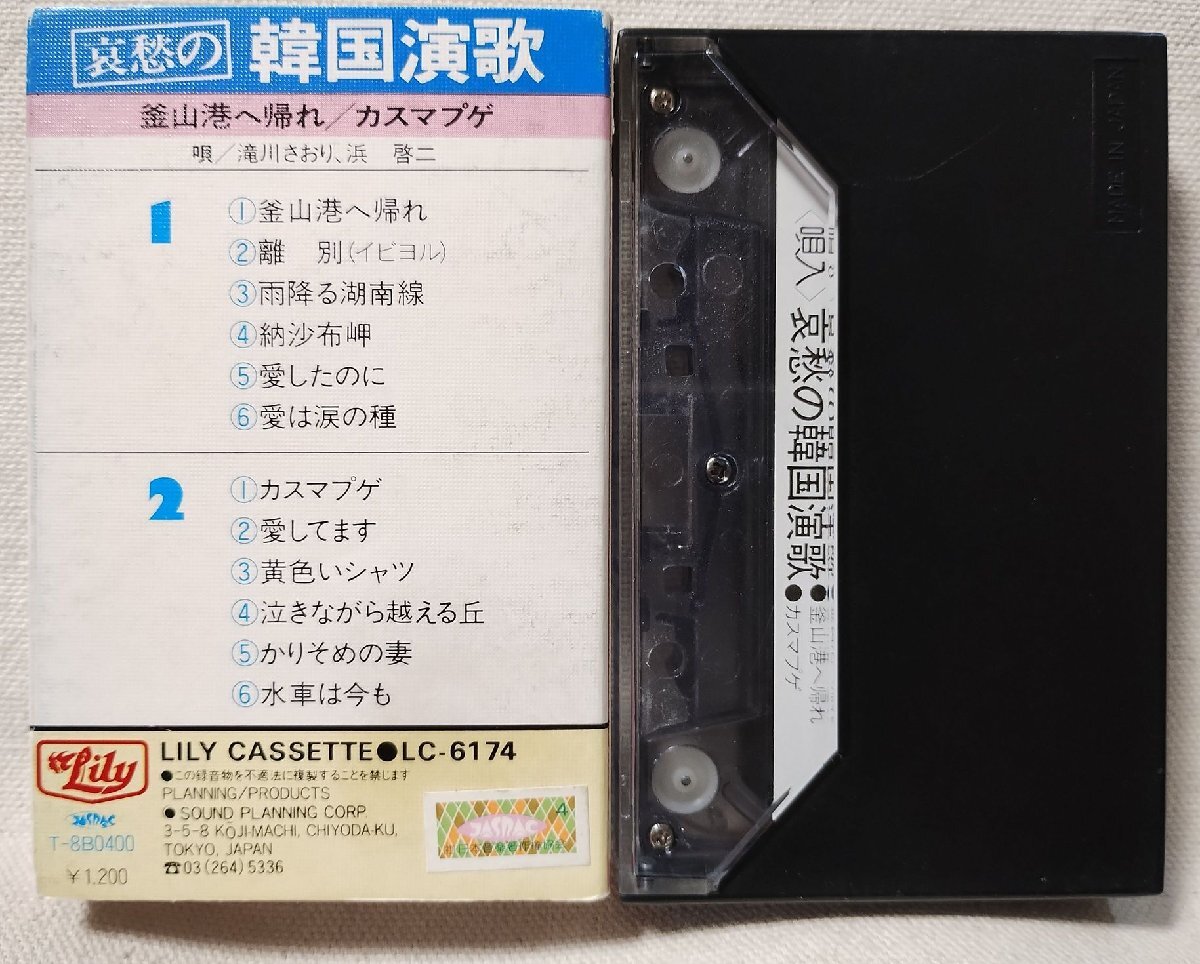 哀愁の 韓国演歌
釜山港へ帰れ/カスマプゲ
唄/滝川さおり、浜 啓二
1
①釜山港へ帰れ
②離 別(イビヨル)
③雨降る湖南線
④納沙布岬
⑤愛したのに
⑥愛は涙の種
2
①カスマプゲ
②愛してます
③黄色いシャツ
④泣きながら越える丘
⑤かりそめの妻
⑥水車は今も
Lily
LILY CASSETTE●LC-6174
●この録音物を不適法に複製することを禁じます
PLANNING/PRODUCTS
● SOUND PLANNING CORP.
3-5-8 KOJI-MACHI, CHIYODA-KU,
TOKYO, JAPAN
☎03(264)5336
JASRAC
T-8B0400
¥1,200
4
JASRAC
MADE IN JAPAN
〈唄入〉哀愁の韓国演歌
●釜山港へ帰れ
●カスマプゲ